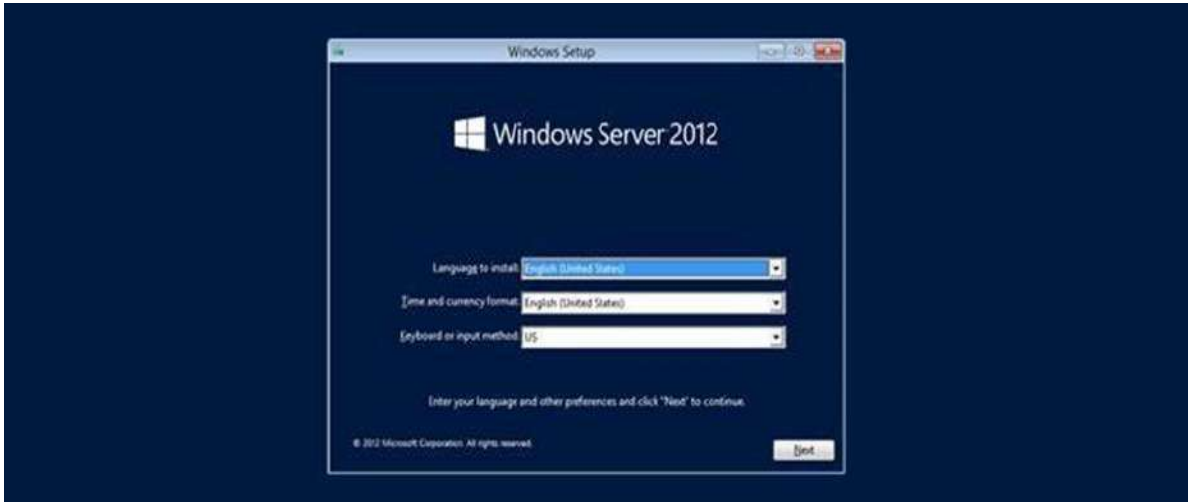 Windows Setup
Windows Server 2012
Language to install: English (United States)
Time and currency format: English (United States)
Keyboard or input method: US
Enter your language and other preferences and click "Next" to continue.
© 2012 Microsoft Corporation. All rights reserved.
Next